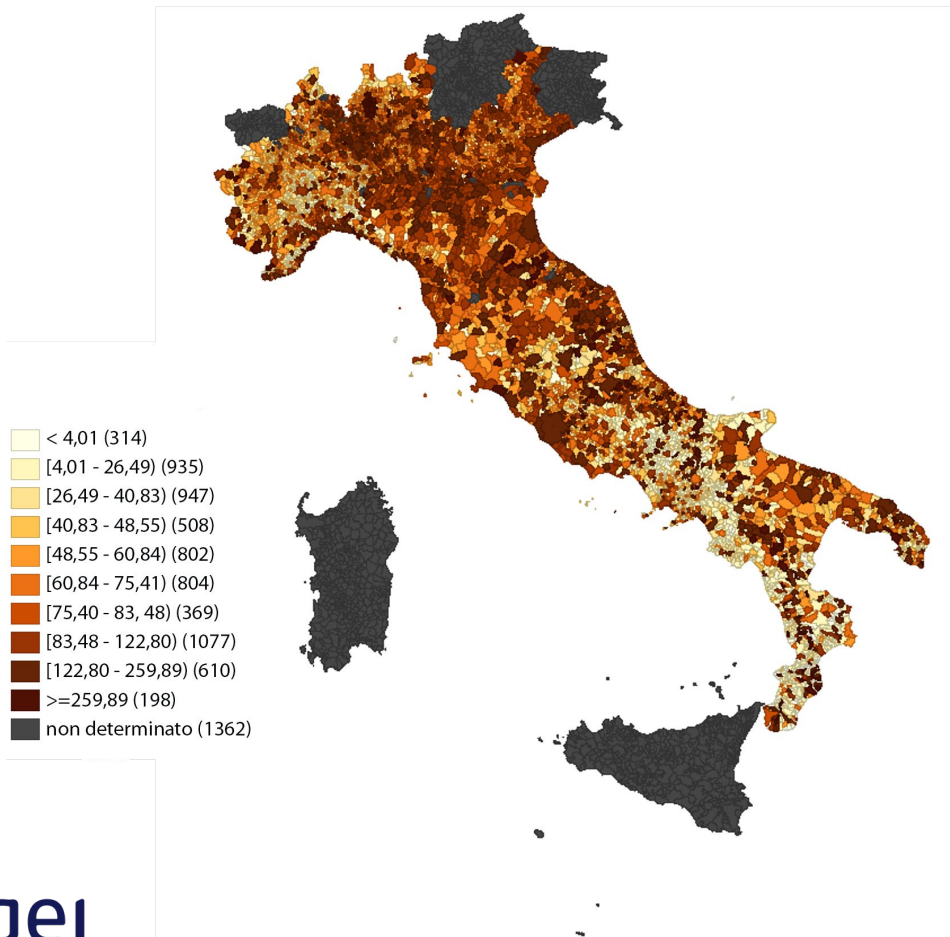 < 4,01 (314)
[4,01 - 26,49) (935)
[26,49 - 40,83) (947)
[40,83 - 48,55) (508)
[48,55 - 60,84) (802)
[60,84 - 75,41) (804)
[75,40 - 83, 48) (369)
[83,48 - 122,80) (1077)
[122,80 - 259,89) (610)
>=259,89 (198)
non determinato (1362)